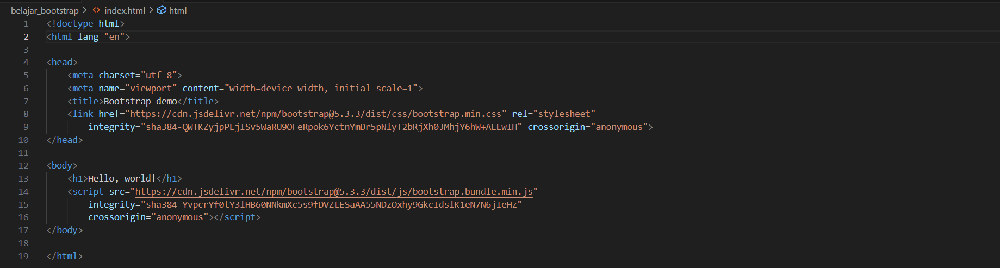 belajar_bootstrap > index.html > html
1 <!doctype html>
2 <html lang="en">
3
4 <head>
5 <meta charset="utf-8">
6 <meta name="viewport" content="width=device-width, initial-scale=1">
7 <title>Bootstrap demo</title>
8 <link href="https://cdn.jsdelivr.net/npm/bootstrap@5.3.3/dist/css/bootstrap.min.css" rel="stylesheet"
9 integrity="sha384-QWTKZyjpPEjISv5WaRU9OFeRpok6YctnYmDr5pNlyT2bRjXh0JMhjY6hW+ALEwIH" crossorigin="anonymous">
10 </head>
11
12 <body>
13 <h1>Hello, world!</h1>
14 <script src="https://cdn.jsdelivr.net/npm/bootstrap@5.3.3/dist/js/bootstrap.bundle.min.js"
15 integrity="sha384-YvpcrYf0tY3lHB60NNkmXc5s9fDVZLESaAA55NDzOxhy9GkcIdslK1eN7N6jIeHz"
16 crossorigin="anonymous"></script>
17 </body>
18
19 </html>